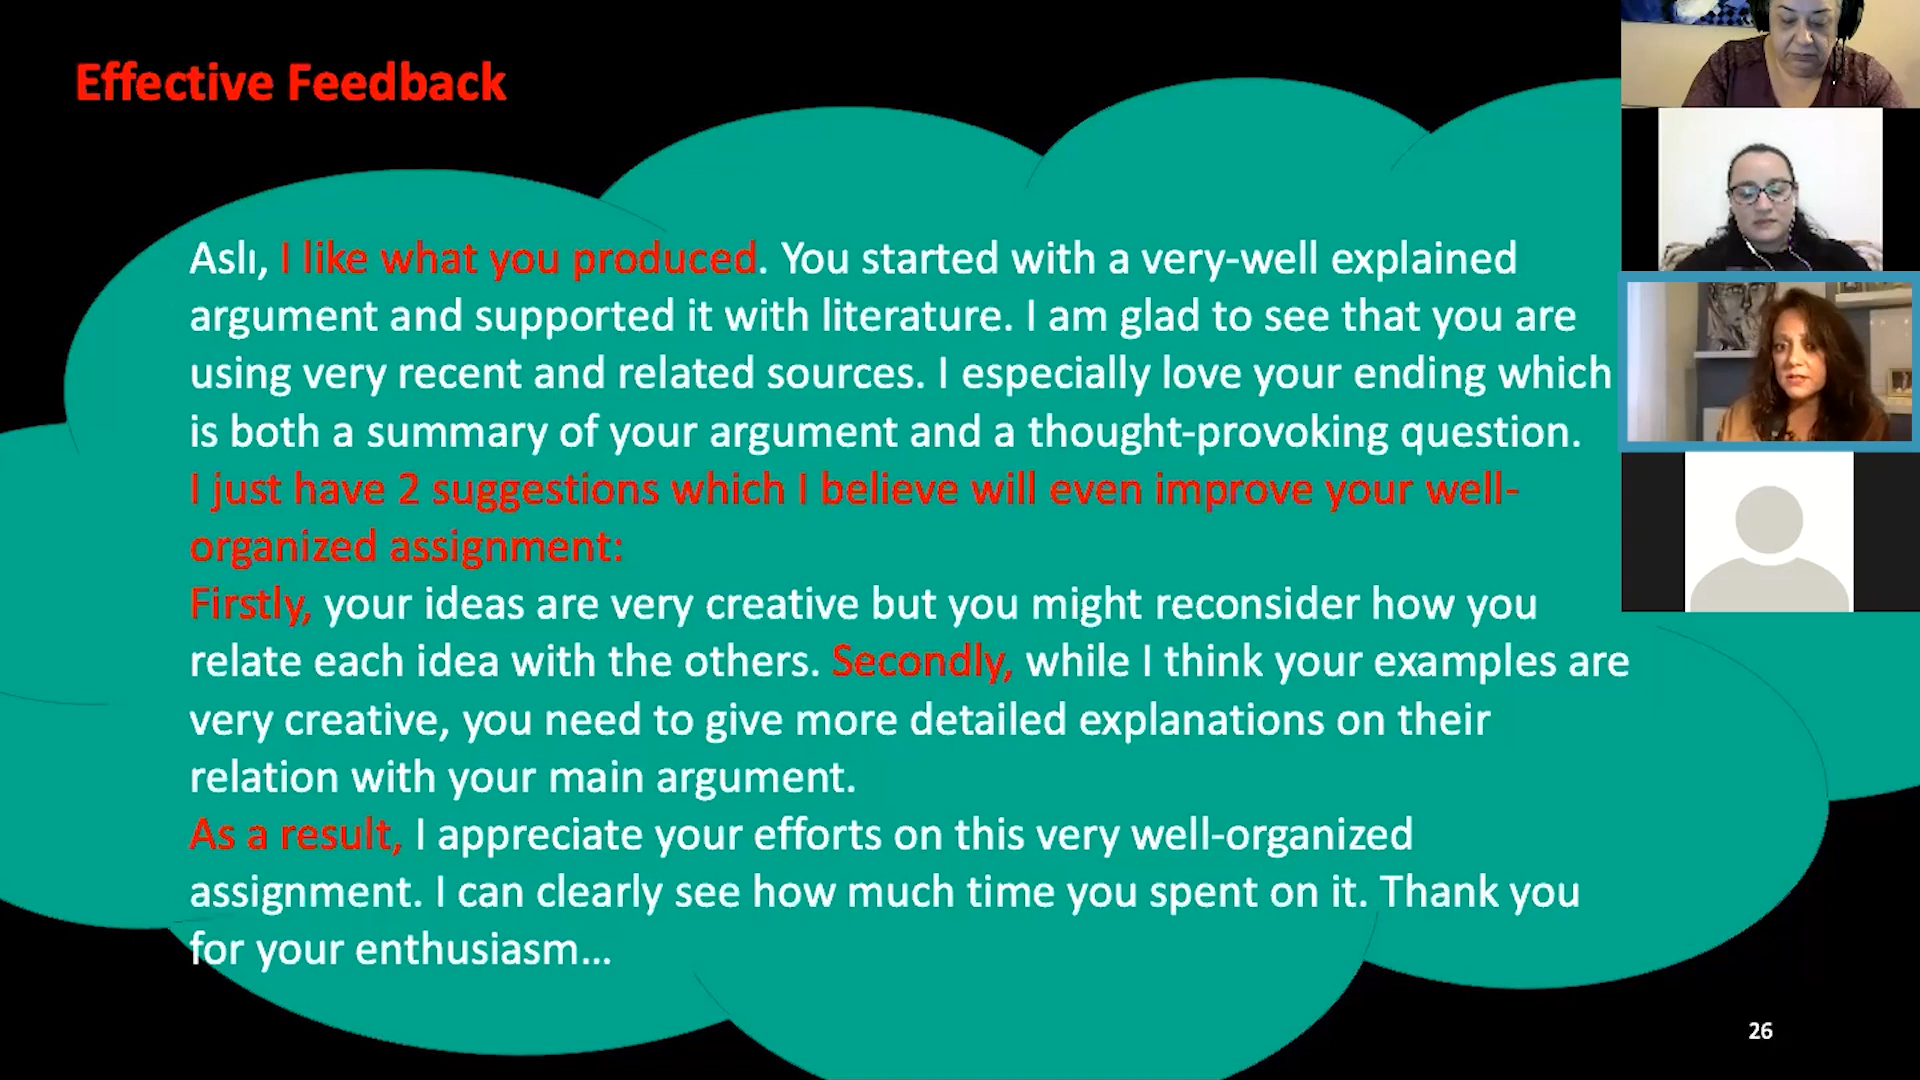 Effective Feedback
Aslı, I like what you produced. You started with a very-well explained
argument and supported it with literature. I am glad to see that you are
using very recent and related sources. I especially love your ending which
is both a summary of your argument and a thought-provoking question.
I just have 2 suggestions which I believe will even improve your well-
organized assignment:
Firstly, your ideas are very creative but you might reconsider how you
relate each idea with the others. Secondly, while I think your examples are
very creative, you need to give more detailed explanations on their
relation with your main argument.
As a result, I appreciate your efforts on this very well-organized
assignment. I can clearly see how much time you spent on it. Thank you
for your enthusiasm...
26